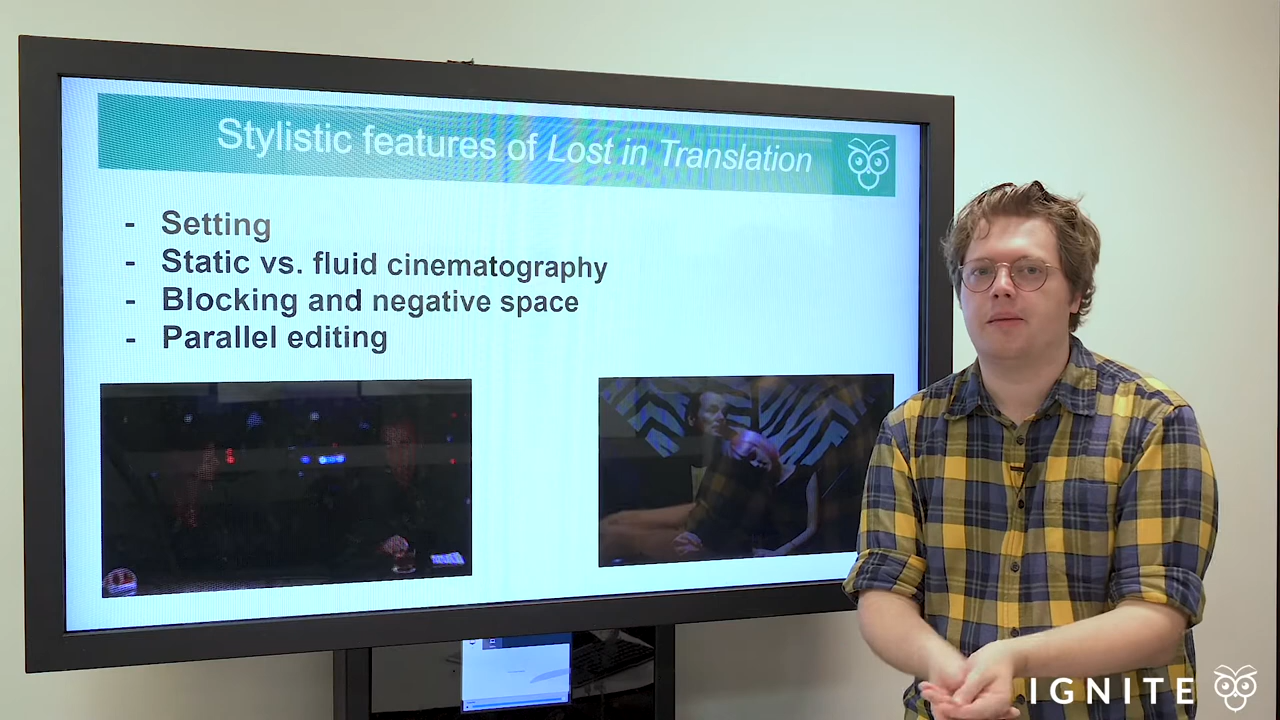 Stylistic features of Lost in Translation
- Setting
- Static vs. fluid cinematography
- Blocking and negative space
- Parallel editing
IGNITE